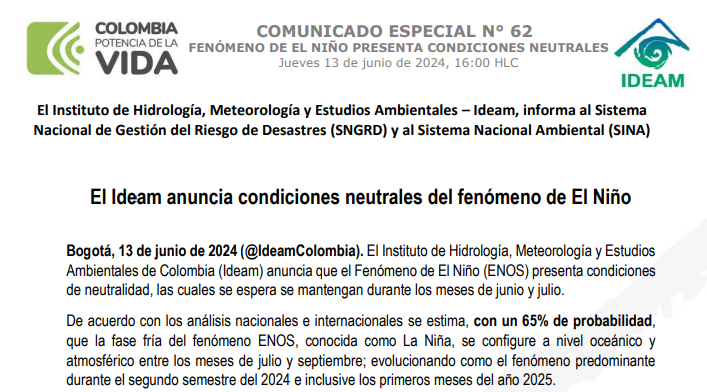 COLOMBIA
POTENCIA DE LA
VIDA
COMUNICADO ESPECIAL N° 62
FENÓMENO DE EL NIÑO PRESENTA CONDICIONES NEUTRALES
Jueves 13 de junio de 2024, 16:00 HLC
IDEAM
El Instituto de Hidrología, Meteorología y Estudios Ambientales – Ideam, informa al Sistema
Nacional de Gestión del Riesgo de Desastres (SNGRD) y al Sistema Nacional Ambiental (SINA)
El Ideam anuncia condiciones neutrales del fenómeno de El Niño
Bogotá, 13 de junio de 2024 (@IdeamColombia). El Instituto de Hidrología, Meteorología y Estudios
Ambientales de Colombia (Ideam) anuncia que el Fenómeno de El Niño (ENOS) presenta condiciones
de neutralidad, las cuales se espera se mantengan durante los meses de junio y julio.
De acuerdo con los análisis nacionales e internacionales se estima, con un 65% de probabilidad,
que la fase fría del fenómeno ENOS, conocida como La Niña, se configure a nivel oceánico y
atmosférico entre los meses de julio y septiembre; evolucionando como el fenómeno predominante
durante el segundo semestre del 2024 e inclusive los primeros meses del año 2025.